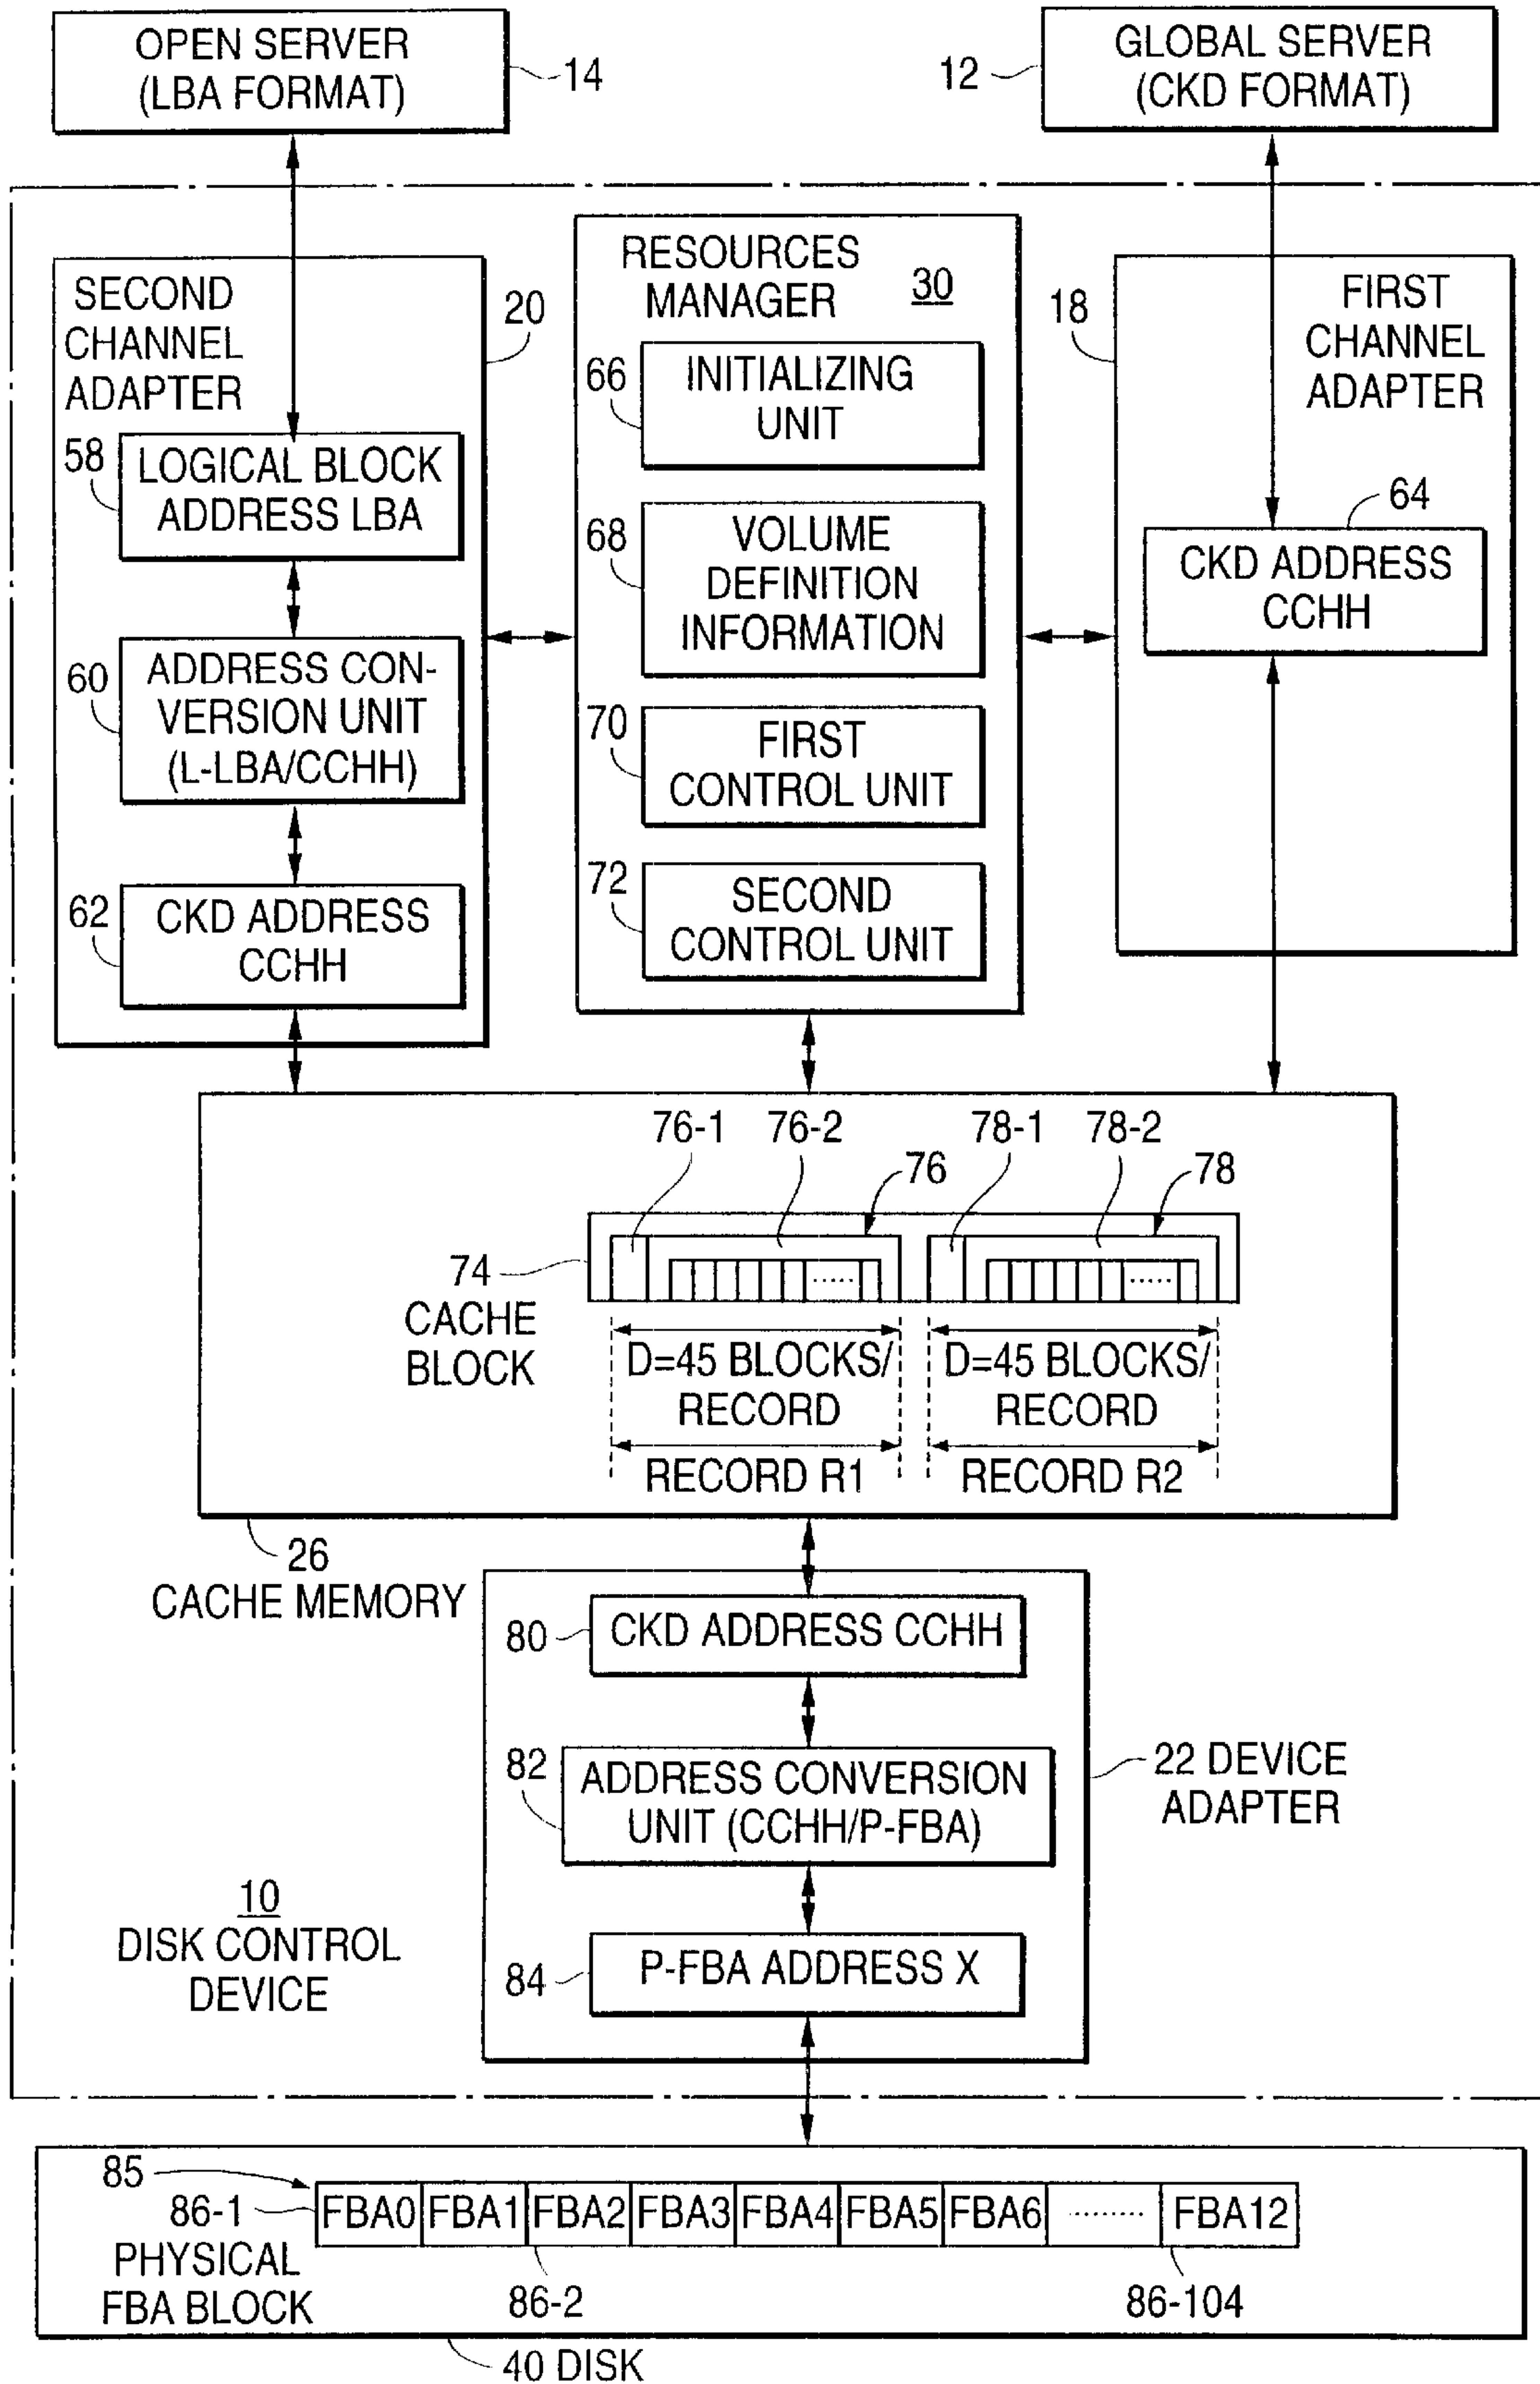 OPEN SERVER
(LBA FORMAT)
14
12
GLOBAL SERVER
(CKD FORMAT)
SECOND
CHANNEL
ADAPTER
20
58
LOGICAL BLOCK
ADDRESS LBA
60
ADDRESS CON-
VERSION UNIT
(L-LBA/CCHH)
62
CKD ADDRESS
CCHH
RESOURCES
MANAGER
30
66
INITIALIZING
UNIT
68
VOLUME
DEFINITION
INFORMATION
70
FIRST
CONTROL UNIT
72
SECOND
CONTROL UNIT
18
FIRST
CHANNEL
ADAPTER
64
CKD ADDRESS
CCHH
76-1
76-2
76
78-1
78-2
78
74
CACHE
BLOCK
D=45 BLOCKS/
RECORD
D=45 BLOCKS/
RECORD
RECORD R1
RECORD R2
26
CACHE MEMORY
80
CKD ADDRESS CCHH
82
ADDRESS CONVERSION
UNIT (CCHH/P-FBA)
84
P-FBA ADDRESS X
22 DEVICE
ADAPTER
10
DISK CONTROL
DEVICE
85
86-1
FBA0 FBA1 FBA2 FBA3 FBA4 FBA5 FBA6 ........ FBA12
PHYSICAL
FBA BLOCK
86-2
86-104
40 DISK